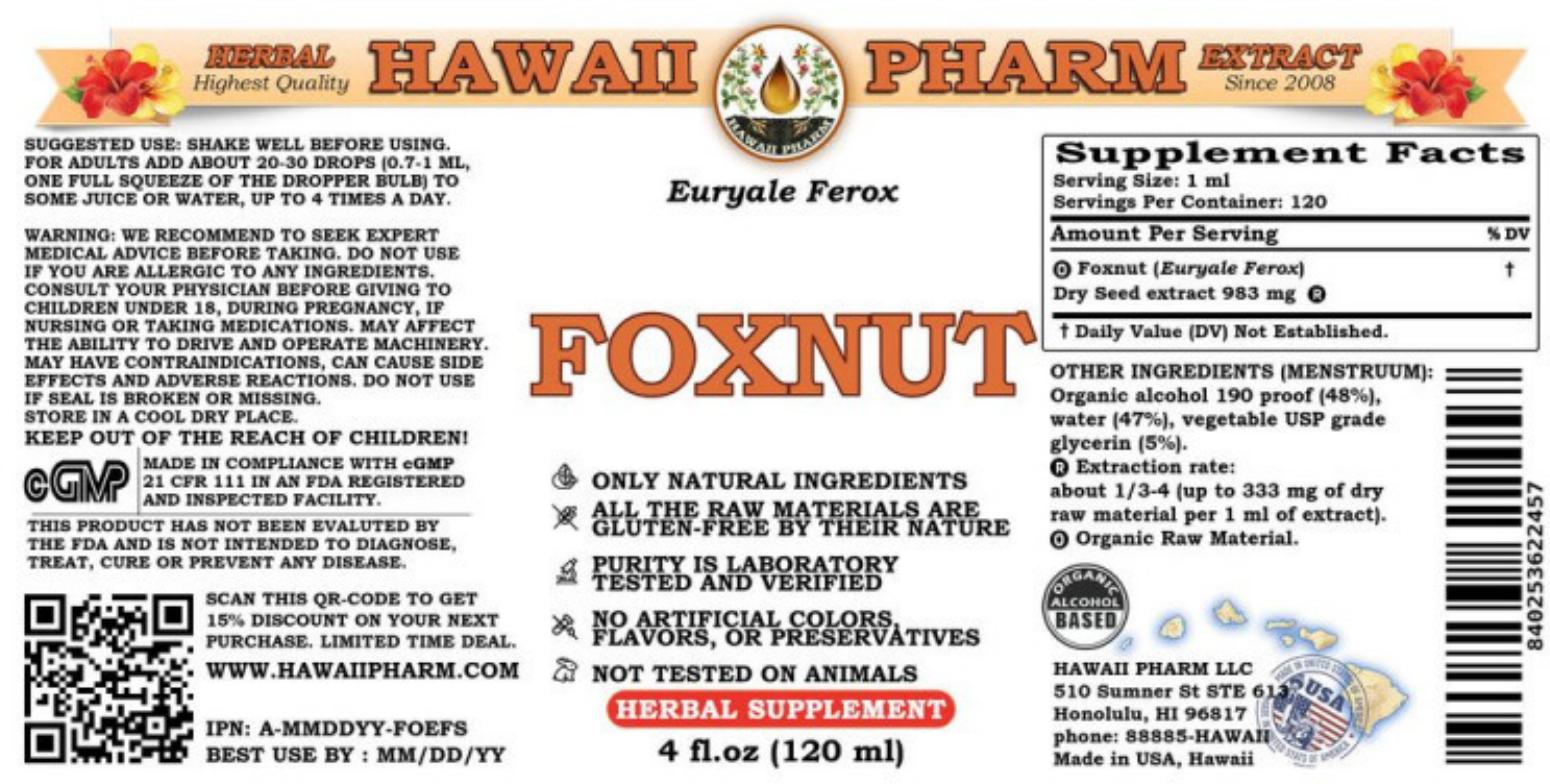 HERBAL
Highest Quality
HAWAII
PHARM
EXTRACT
Since 2008
HAWAII PHARM
SUGGESTED USE: SHAKE WELL BEFORE USING.
FOR ADULTS ADD ABOUT 20-30 DROPS (0.7-1 ML,
ONE FULL SQUEEZE OF THE DROPPER BULB) TO
SOME JUICE OR WATER, UP TO 4 TIMES A DAY.
WARNING: WE RECOMMEND TO SEEK EXPERT
MEDICAL ADVICE BEFORE TAKING. DO NOT USE
IF YOU ARE ALLERGIC TO ANY INGREDIENTS.
CONSULT YOUR PHYSICIAN BEFORE GIVING TO
CHILDREN UNDER 18, DURING PREGNANCY, IF
NURSING OR TAKING MEDICATIONS. MAY AFFECT
THE ABILITY TO DRIVE AND OPERATE MACHINERY.
MAY HAVE CONTRAINDICATIONS, CAN CAUSE SIDE
EFFECTS AND ADVERSE REACTIONS. DO NOT USE
IF SEAL IS BROKEN OR MISSING.
STORE IN A COOL DRY PLACE.
KEEP OUT OF THE REACH OF CHILDREN!
cGMP
MADE IN COMPLIANCE WITH cGMP
21 CFR 111 IN AN FDA REGISTERED
AND INSPECTED FACILITY.
THIS PRODUCT HAS NOT BEEN EVALUTED BY
THE FDA AND IS NOT INTENDED TO DIAGNOSE,
TREAT, CURE OR PREVENT ANY DISEASE.
SCAN THIS QR-CODE TO GET
15% DISCOUNT ON YOUR NEXT
PURCHASE. LIMITED TIME DEAL.
WWW.HAWAIIPHARM.COM
IPN: A-MMDDYY-FOEFS
BEST USE BY : MM/DD/YY
Euryale Ferox
FOXNUT
ONLY NATURAL INGREDIENTS
ALL THE RAW MATERIALS ARE
GLUTEN-FREE BY THEIR NATURE
PURITY IS LABORATORY
TESTED AND VERIFIED
NO ARTIFICIAL COLORS,
FLAVORS, OR PRESERVATIVES
NOT TESTED ON ANIMALS
HERBAL SUPPLEMENT
4 fl.oz (120 ml)
Supplement Facts
Serving Size: 1 ml
Servings Per Container: 120
Amount Per Serving % DV
O Foxnut (Euryale Ferox) †
Dry Seed extract 983 mg R
† Daily Value (DV) Not Established.
OTHER INGREDIENTS (MENSTRUUM):
Organic alcohol 190 proof (48%),
water (47%), vegetable USP grade
glycerin (5%).
R Extraction rate:
about 1/3-4 (up to 333 mg of dry
raw material per 1 ml of extract).
O Organic Raw Material.
ORGANIC
ALCOHOL
BASED
HAWAII PHARM LLC
510 Sumner St STE 613
Honolulu, HI 96817
phone: 88885-HAWAII
Made in USA, Hawaii
MADE IN UNITED STATES OF AMERICA
USA
840253622457